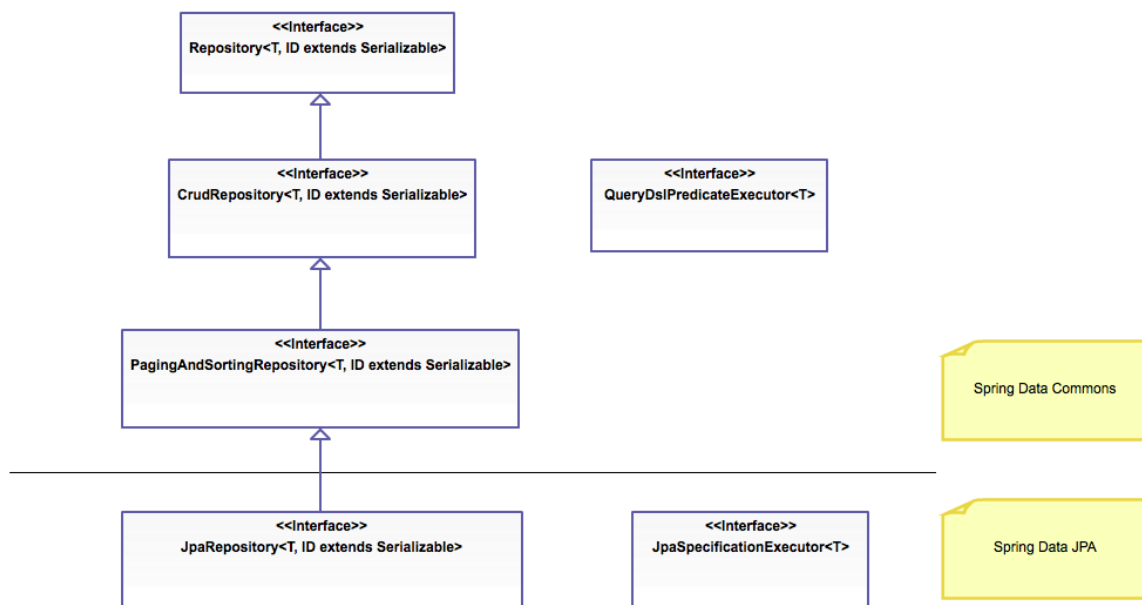 <<Interface>>
Repository<T, ID extends Serializable>
<<Interface>>
CrudRepository<T, ID extends Serializable>
<<Interface>>
QueryDslPredicateExecutor<T>
<<Interface>>
PagingAndSortingRepository<T, ID extends Serializable>
Spring Data Commons
<<Interface>>
JpaRepository<T, ID extends Serializable>
<<Interface>>
JpaSpecificationExecutor<T>
Spring Data JPA